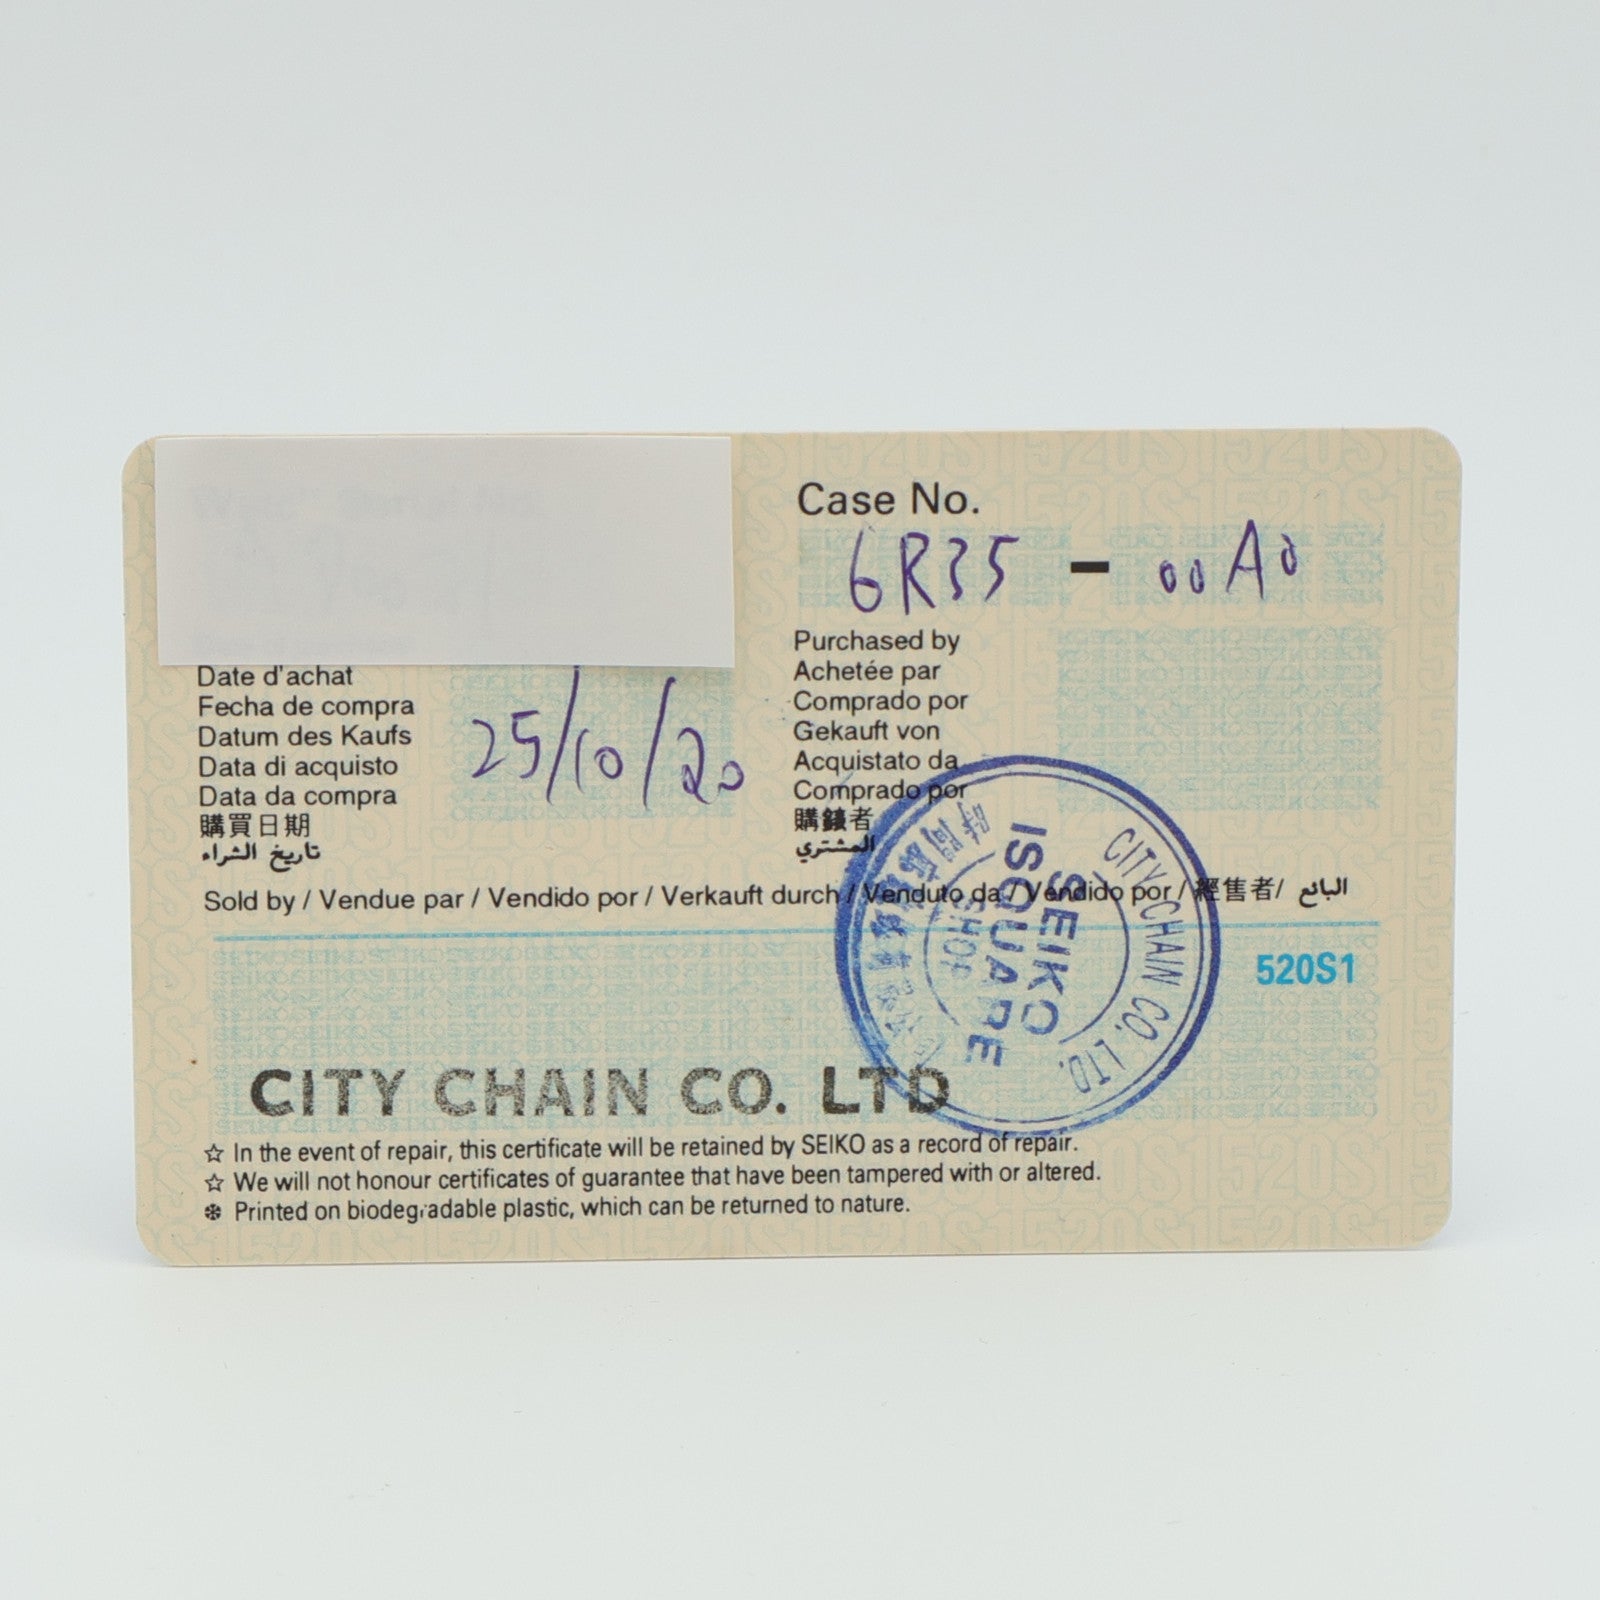 Case No.
6R35 - 00A0
Date d'achat
Fecha de compra
Datum des Kaufs
Data di acquisto
Data da compra
購買日期
تاريخ الشراء
25/10/20
Purchased by
Achetée par
Comprado por
Gekauft von
Acquistato da
Comprado por
購錶者
المشتري
Sold by / Vendue par / Vendido por / Verkauft durch / Venduto da / Vendido por / 經售者/ البائع
520S1
CITY CHAIN CO. LTD.
SEIKO
ISQUARE
SHOP
時間廊
CITY CHAIN CO. LTD
☆ In the event of repair, this certificate will be retained by SEIKO as a record of repair.
☆ We will not honour certificates of guarantee that have been tampered with or altered.
❄ Printed on biodegradable plastic, which can be returned to nature.